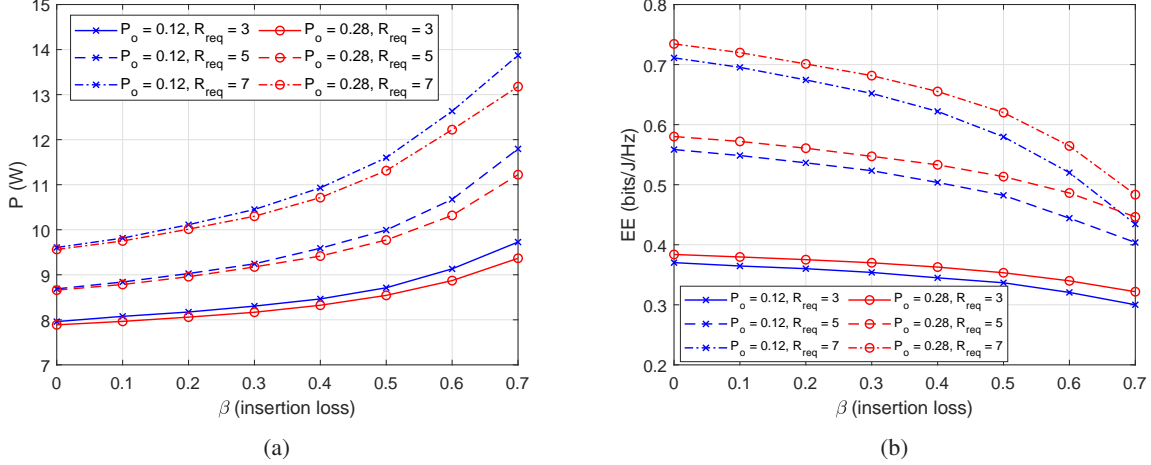 15
14
13
12
11
10
9
8
7
P (W)
P_o = 0.12, R_req = 3
P_o = 0.28, R_req = 3
P_o = 0.12, R_req = 5
P_o = 0.28, R_req = 5
P_o = 0.12, R_req = 7
P_o = 0.28, R_req = 7
0 0.1 0.2 0.3 0.4 0.5 0.6 0.7
β (insertion loss)
(a)
0.8
0.7
0.6
0.5
0.4
0.3
0.2
EE (bits/J/Hz)
P_o = 0.12, R_req = 3
P_o = 0.28, R_req = 3
P_o = 0.12, R_req = 5
P_o = 0.28, R_req = 5
P_o = 0.12, R_req = 7
P_o = 0.28, R_req = 7
0 0.1 0.2 0.3 0.4 0.5 0.6 0.7
β (insertion loss)
(b)